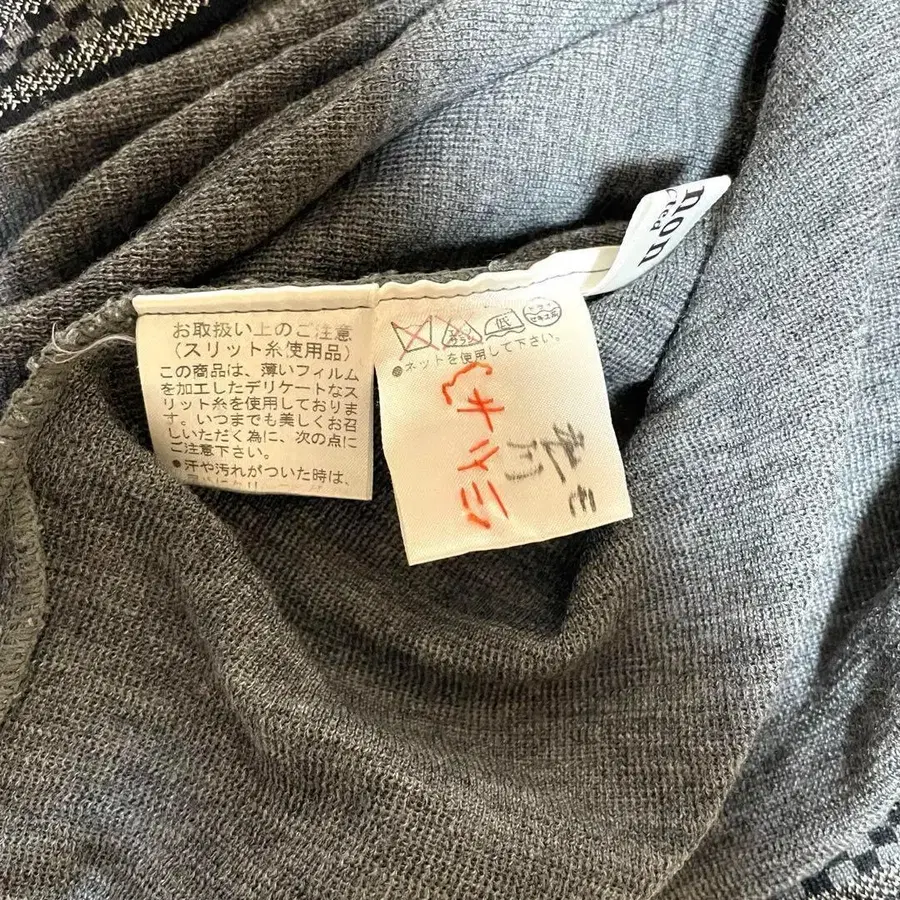 お取扱い上のご注意
(スリット糸使用品)
この商品は、薄いフィルム
を加工したデリケートなス
リット糸を使用しておりま
す。いつまでも美しくお召
しいただく為に、次の点に
ご注意下さい。
●汗や汚れがついた時は、
低
●ネットを使用して下さい。
non